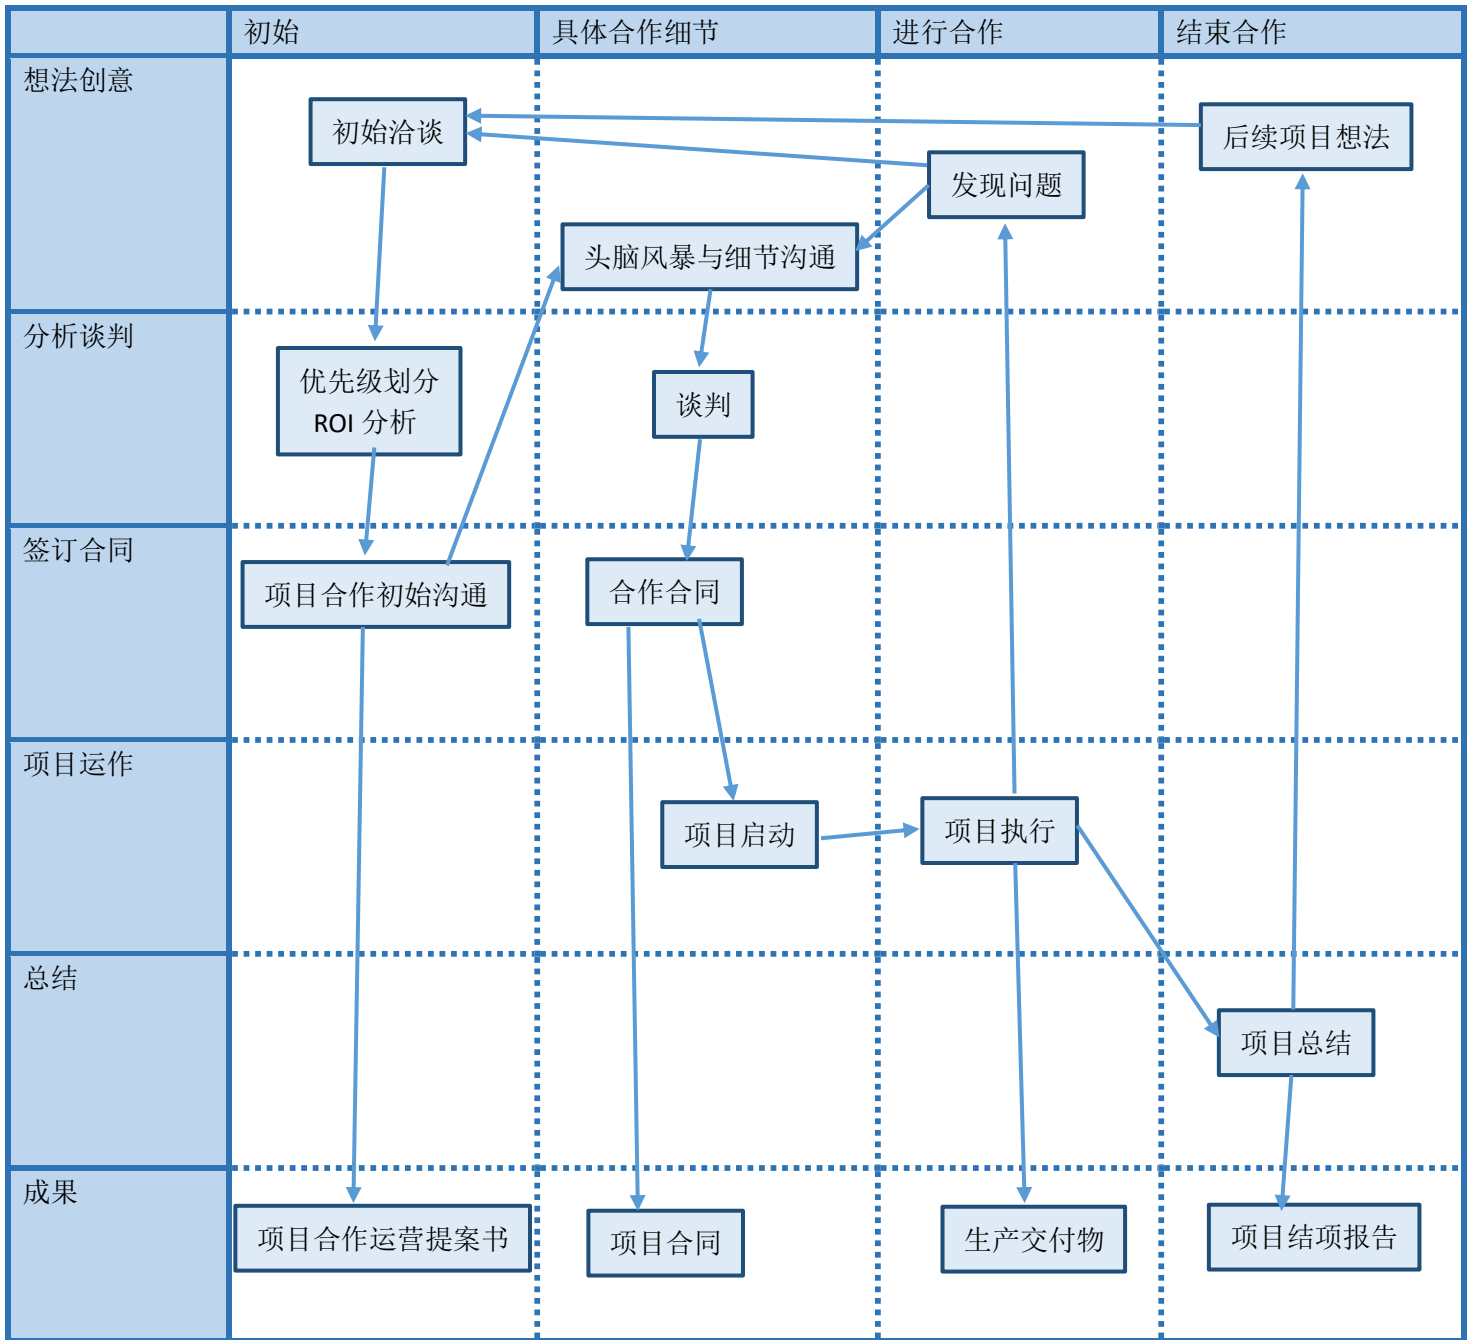 初始
具体合作细节
进行合作
结束合作
想法创意
初始洽谈
后续项目想法
发现问题
头脑风暴与细节沟通
分析谈判
优先级划分
ROI 分析
谈判
签订合同
项目合作初始沟通
合作合同
项目运作
项目启动
项目执行
总结
项目总结
成果
项目合作运营提案书
项目合同
生产交付物
项目结项报告